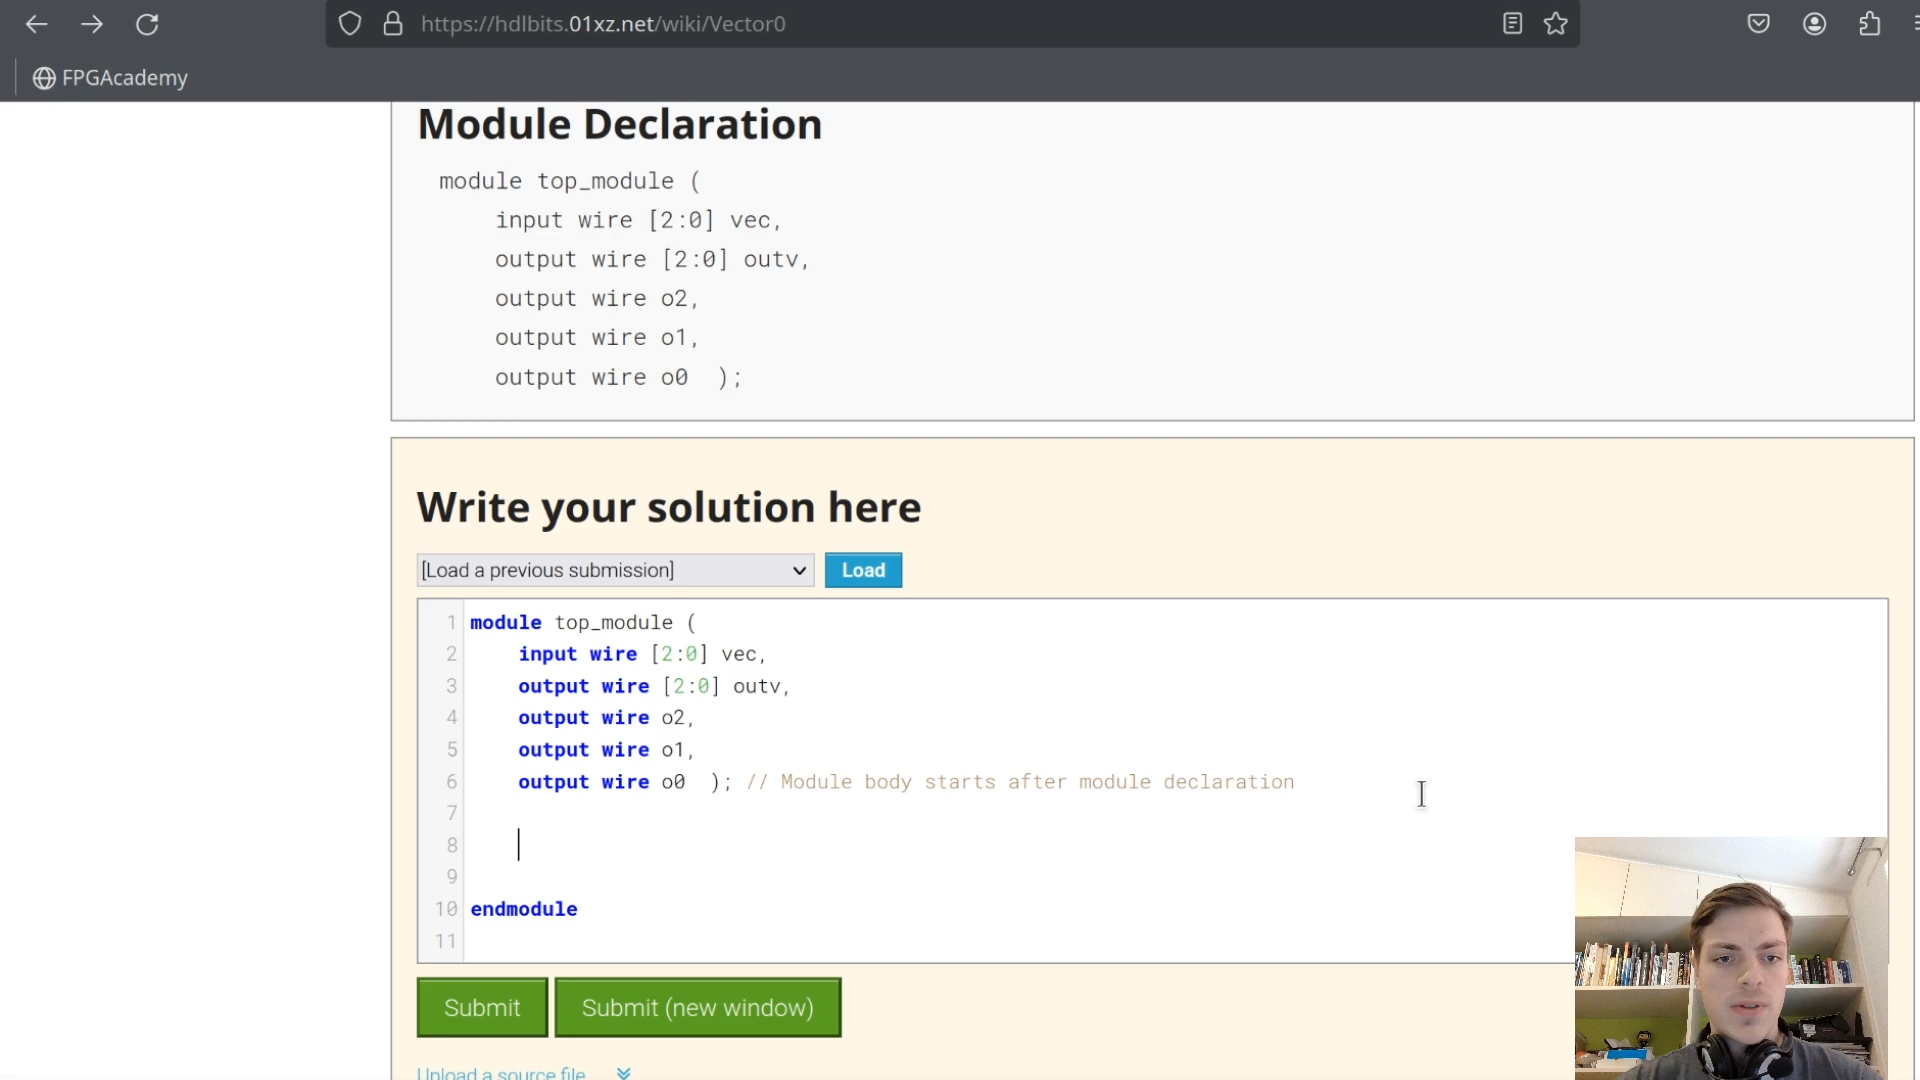 https://hdlbits.01xz.net/wiki/Vector0
FPGAcademy
Module Declaration
module top_module (
input wire [2:0] vec,
output wire [2:0] outv,
output wire o2,
output wire o1,
output wire o0  );
Write your solution here
[Load a previous submission] Load
1 module top_module (
2 input wire [2:0] vec,
3 output wire [2:0] outv,
4 output wire o2,
5 output wire o1,
6 output wire o0  ); // Module body starts after module declaration
7
8
9
10 endmodule
11
Submit Submit (new window)
Upload a source file